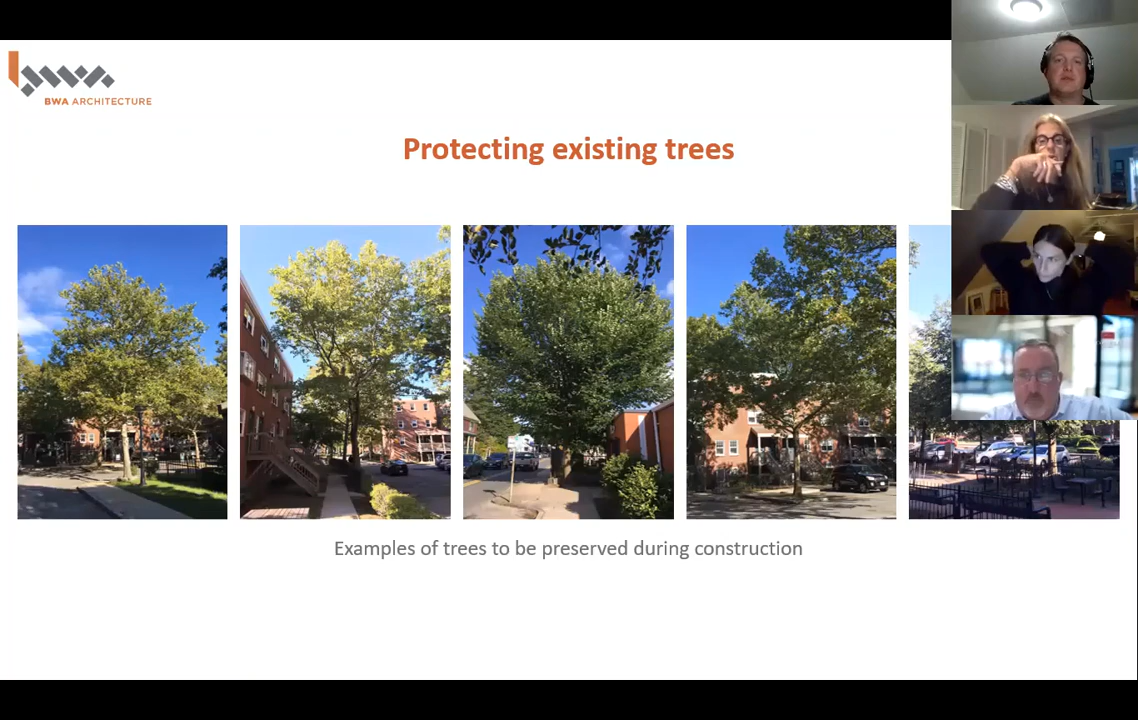 BWA ARCHITECTURE
Protecting existing trees
Examples of trees to be preserved during construction